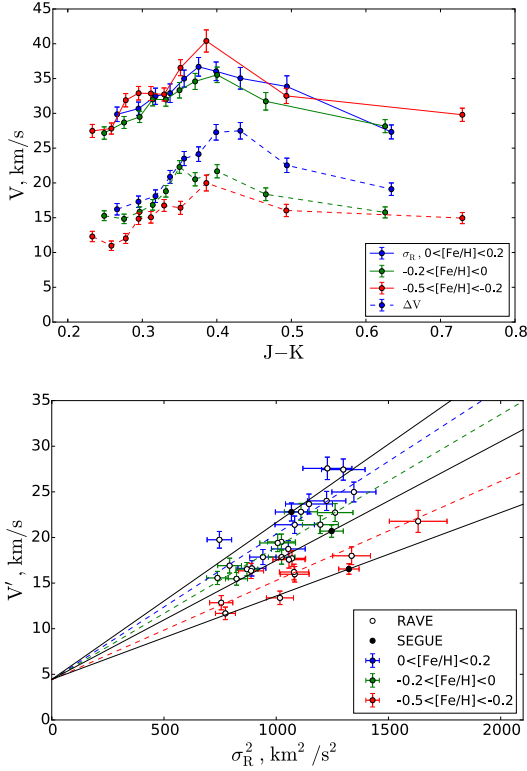 45
40
35
30
25
20
15
10
5
0
V, km/s
0.2 0.3 0.4 0.5 0.6 0.7 0.8
J−K
σ_R, 0<[Fe/H]<0.2
-0.2<[Fe/H]<0
-0.5<[Fe/H]<-0.2
ΔV
35
30
25
20
15
10
5
0
V′, km/s
0 500 1000 1500 2000
σ²_R, km² /s²
RAVE
SEGUE
0<[Fe/H]<0.2
-0.2<[Fe/H]<0
-0.5<[Fe/H]<-0.2